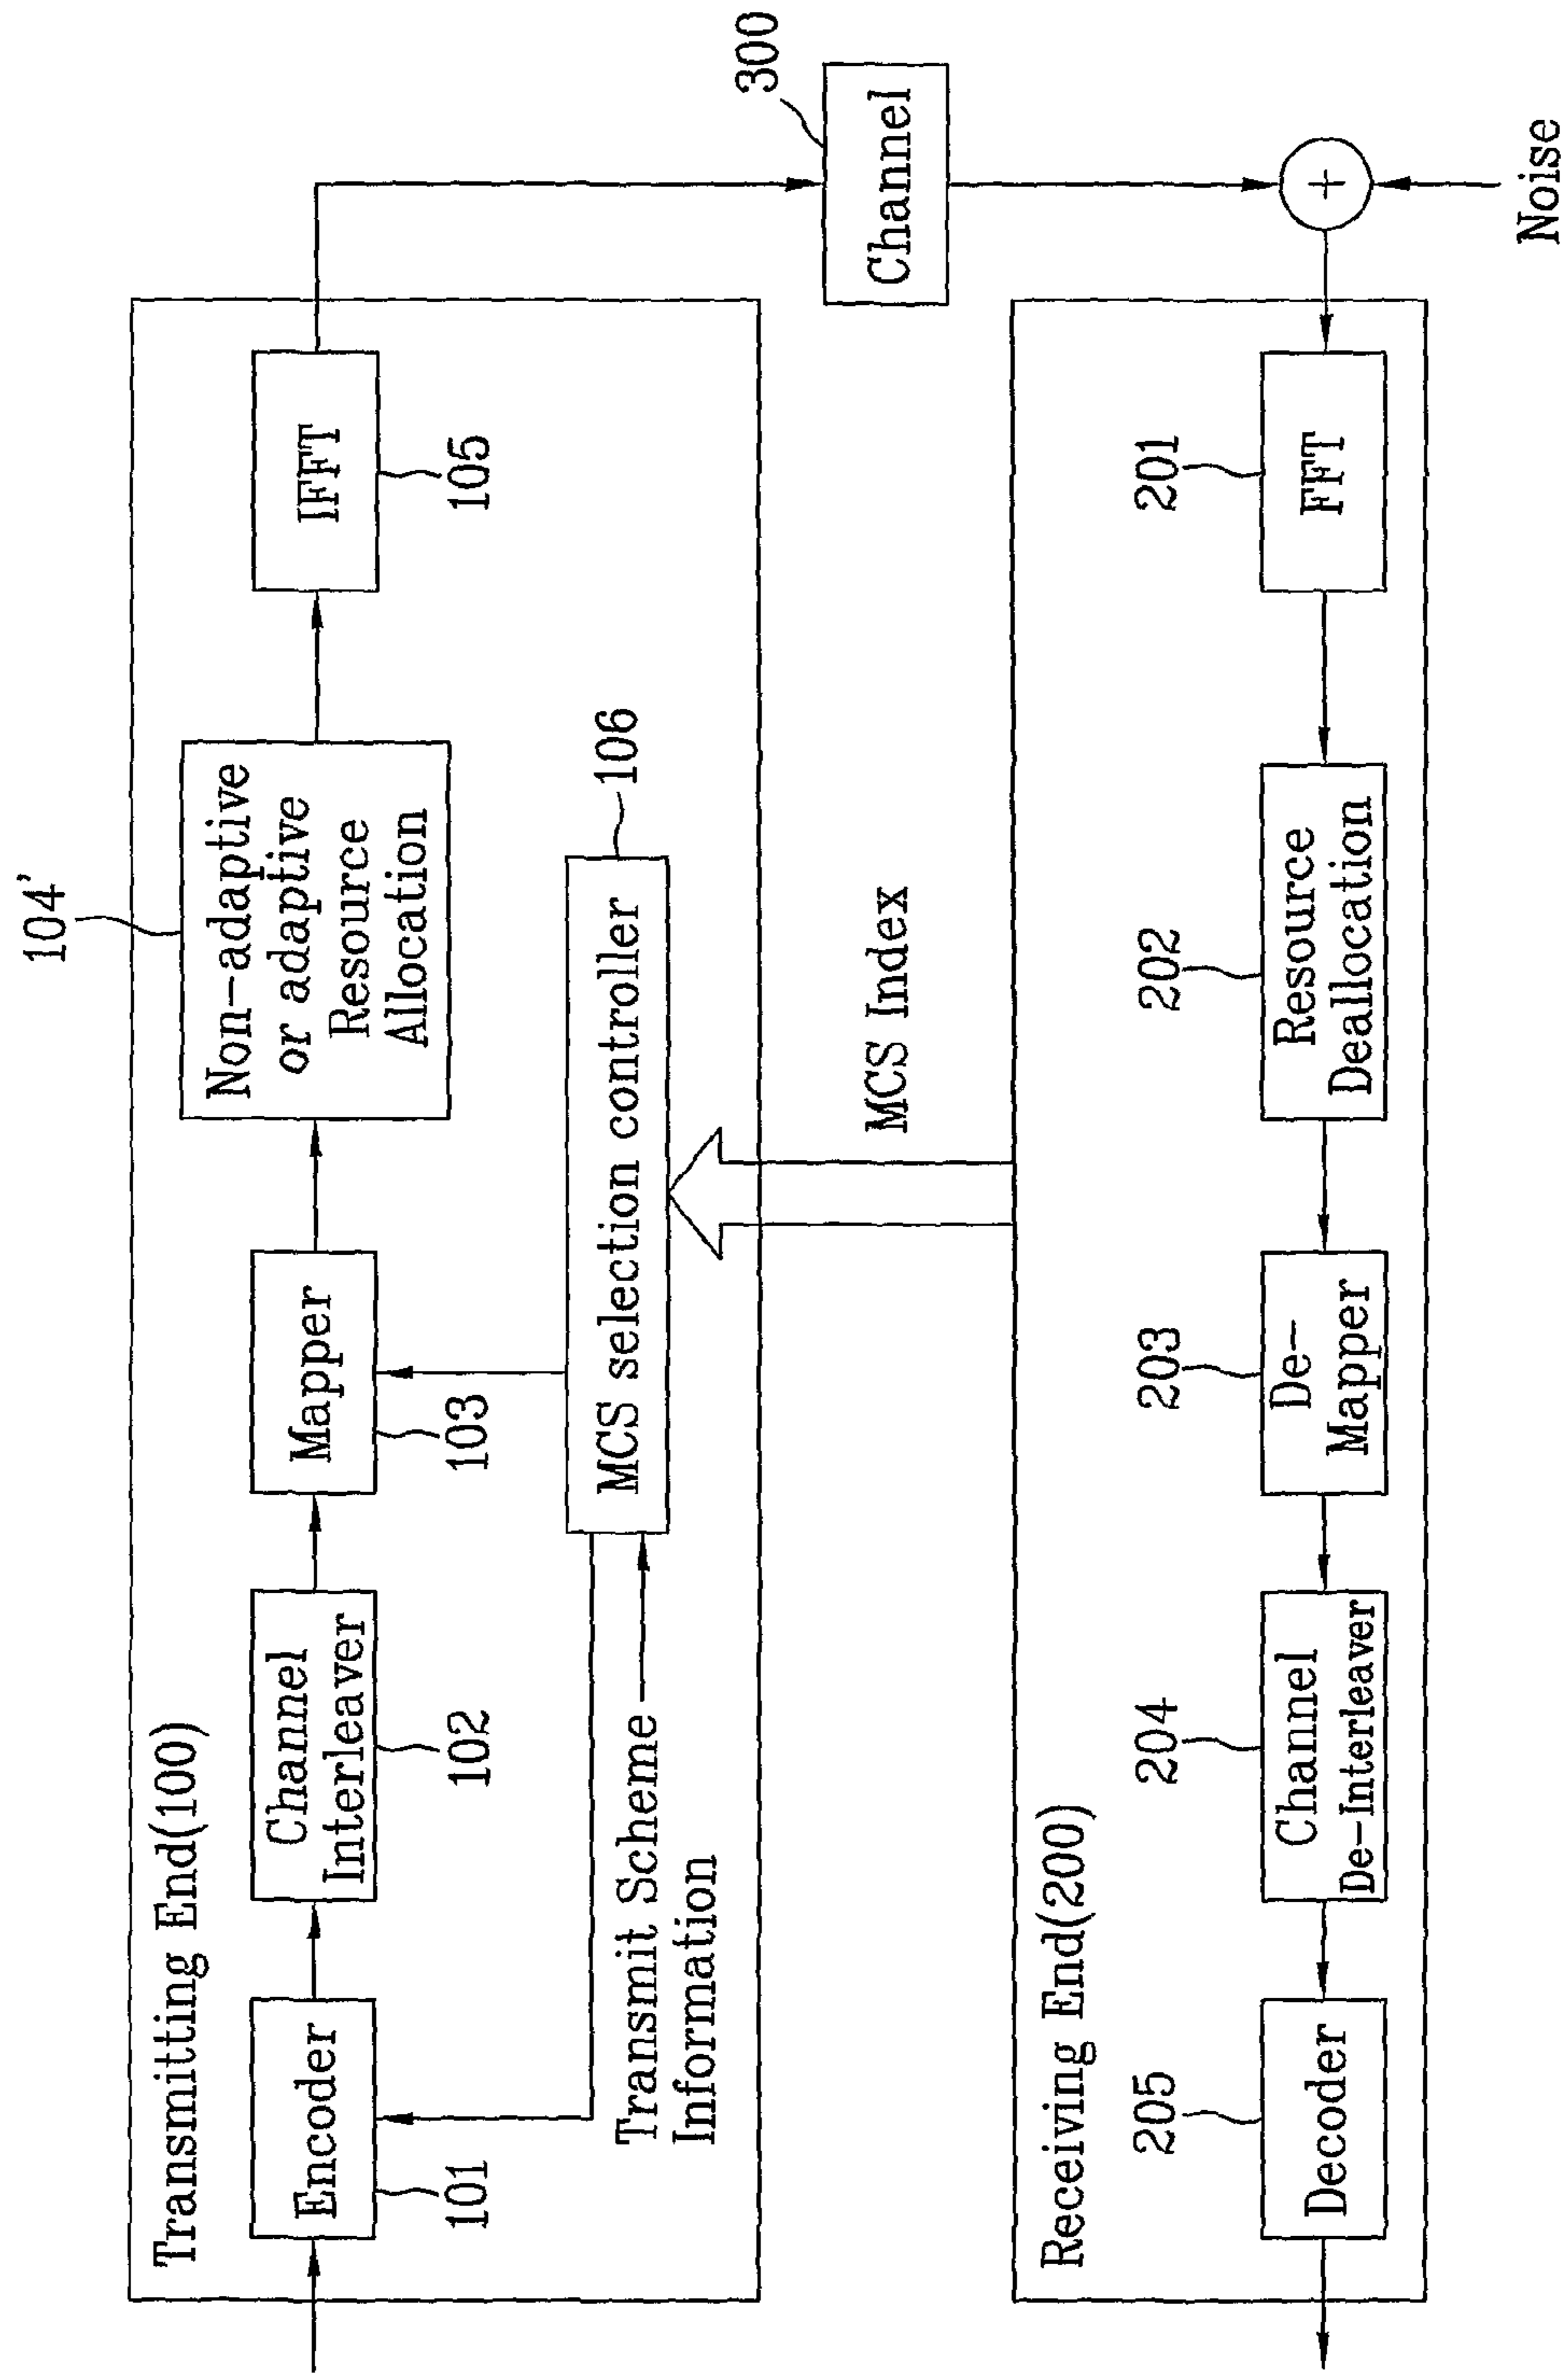 Transmitting End(100)
Encoder
101
Channel
Interleaver
102
Mapper
103
Non-adaptive
or adaptive
Resource
Allocation
104'
IFFT
105
MCS selection controller
106
Transmit Scheme
Information
MCS Index
Channel
300
Noise
+
Receiving End(200)
FFT
201
Resource
Deallocation
202
De-
Mapper
203
Channel
De-Interleaver
204
Decoder
205